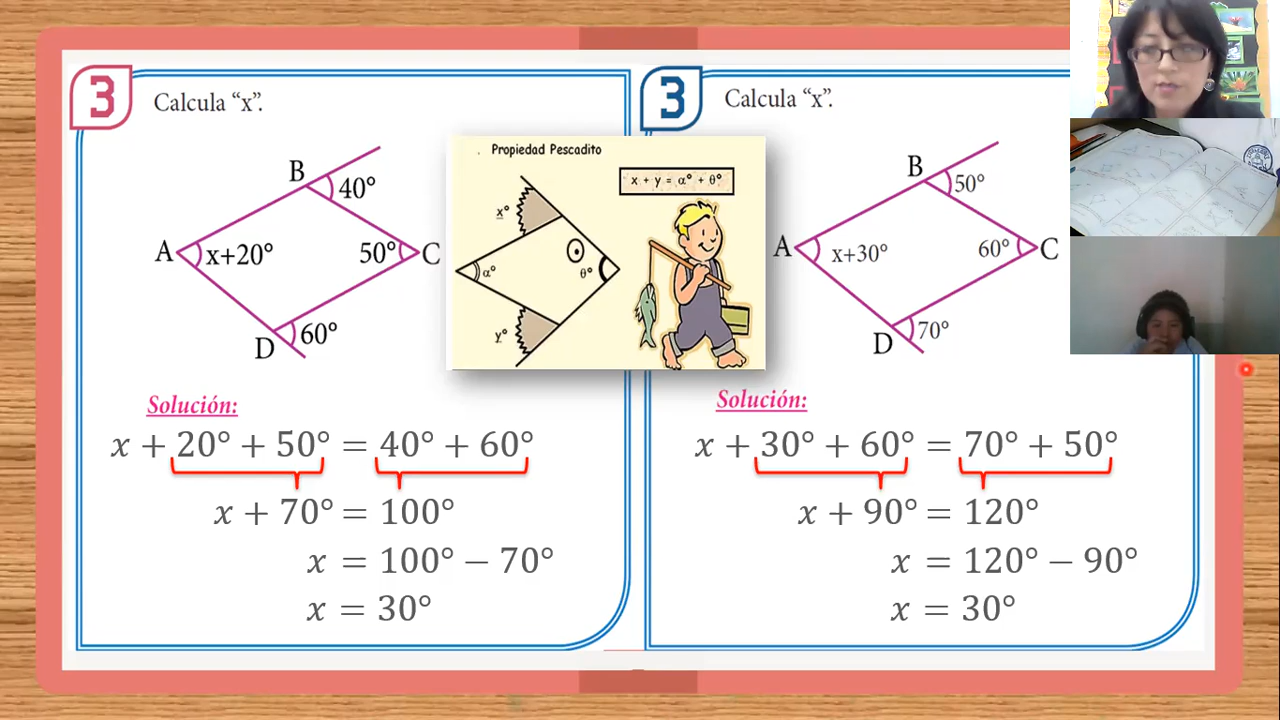 3
Calcula “x”.
B
40°
A
x+20°
50°
C
D
60°
Solución:
x + 20° + 50° = 40° + 60°
x + 70° = 100°
x = 100° − 70°
x = 30°
Propiedad Pescadito
x + y = α° + θ°
x°
α°
θ°
y°
3
Calcula “x”.
B
50°
A
x+30°
60°
C
D
70°
Solución:
x + 30° + 60° = 70° + 50°
x + 90° = 120°
x = 120° − 90°
x = 30°